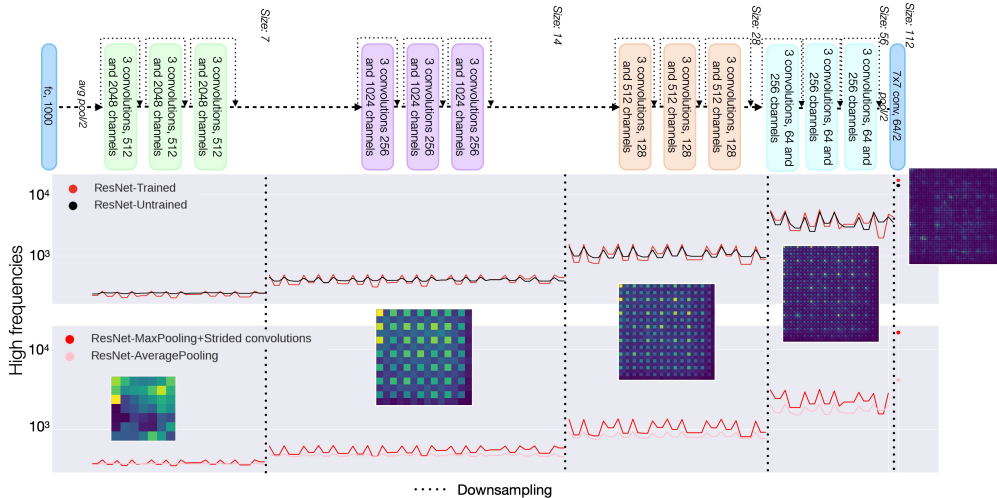 Size: 7
Size: 14
Size: 28
Size: 56
Size: 112
fc, 1000
arg pool/2
3 convolutions, 512
and 2048 channels
3 convolutions, 512
and 2048 channels
3 convolutions, 512
and 2048 channels
3 convolutions 256
and 1024 channels
3 convolutions 256
and 1024 channels
3 convolutions 256
and 1024 channels
3 convolutions, 128
and 512 channels
3 convolutions, 128
and 512 channels
3 convolutions, 128
and 512 channels
3 convolutions, 64 and
256 cbannels
3 convolutions, 64 and
256 cbannels
3 convolutions, 64 and
256 cbannels
pool/2
7x7 conv, 64/2
High frequencies
10⁴
ResNet-Trained
ResNet-Untrained
10³
10⁴
ResNet-MaxPooling+Strided convolutions
ResNet-AveragePooling
10³
Downsampling